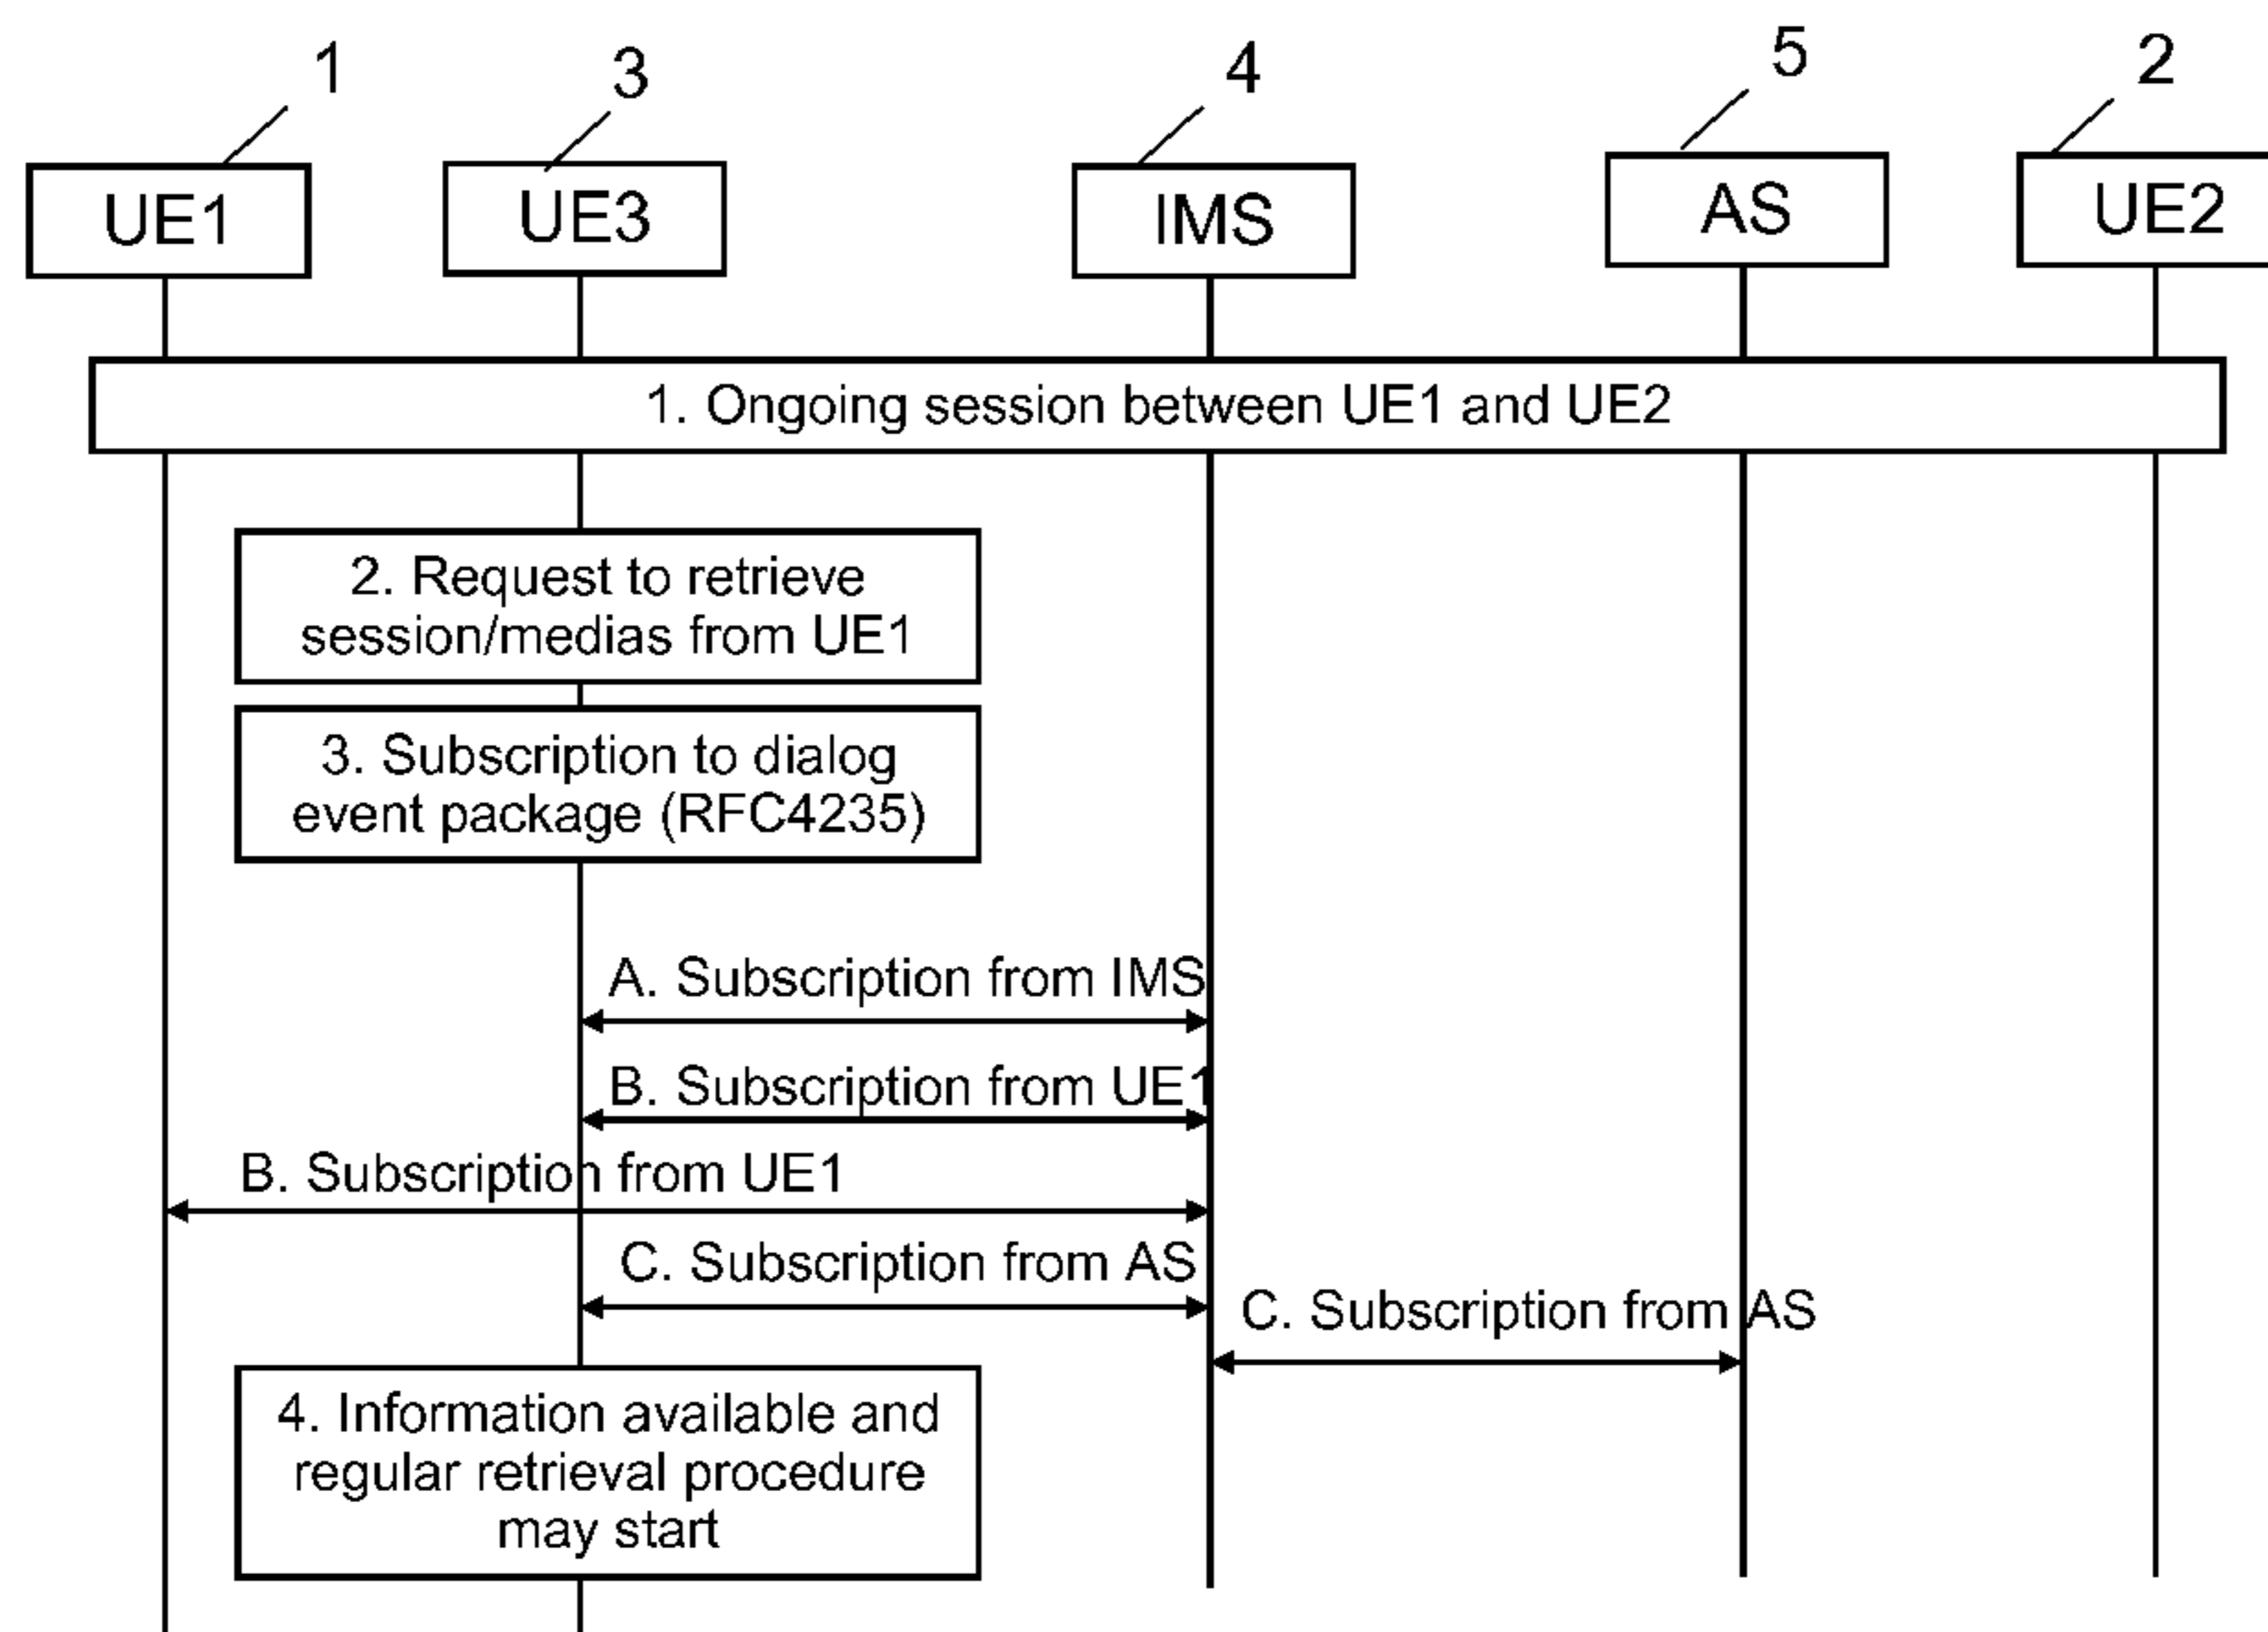 1
3
4
5
2
UE1
UE3
IMS
AS
UE2
1. Ongoing session between UE1 and UE2
2. Request to retrieve
session/medias from UE1
3. Subscription to dialog
event package (RFC4235)
A. Subscription from IMS
B. Subscription from UE1
B. Subscription from UE1
C. Subscription from AS
C. Subscription from AS
4. Information available and
regular retrieval procedure
may start